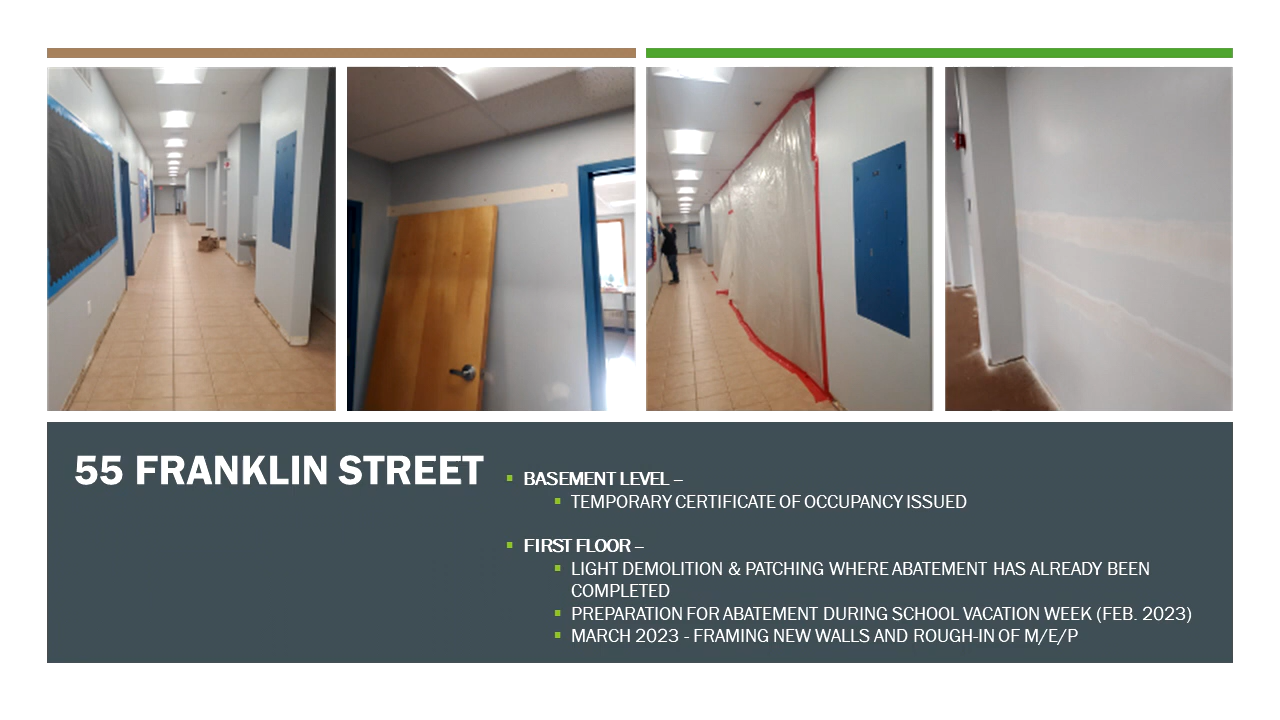 55 FRANKLIN STREET
BASEMENT LEVEL –
TEMPORARY CERTIFICATE OF OCCUPANCY ISSUED
FIRST FLOOR –
LIGHT DEMOLITION & PATCHING WHERE ABATEMENT HAS ALREADY BEEN
COMPLETED
PREPARATION FOR ABATEMENT DURING SCHOOL VACATION WEEK (FEB. 2023)
MARCH 2023 - FRAMING NEW WALLS AND ROUGH-IN OF M/E/P